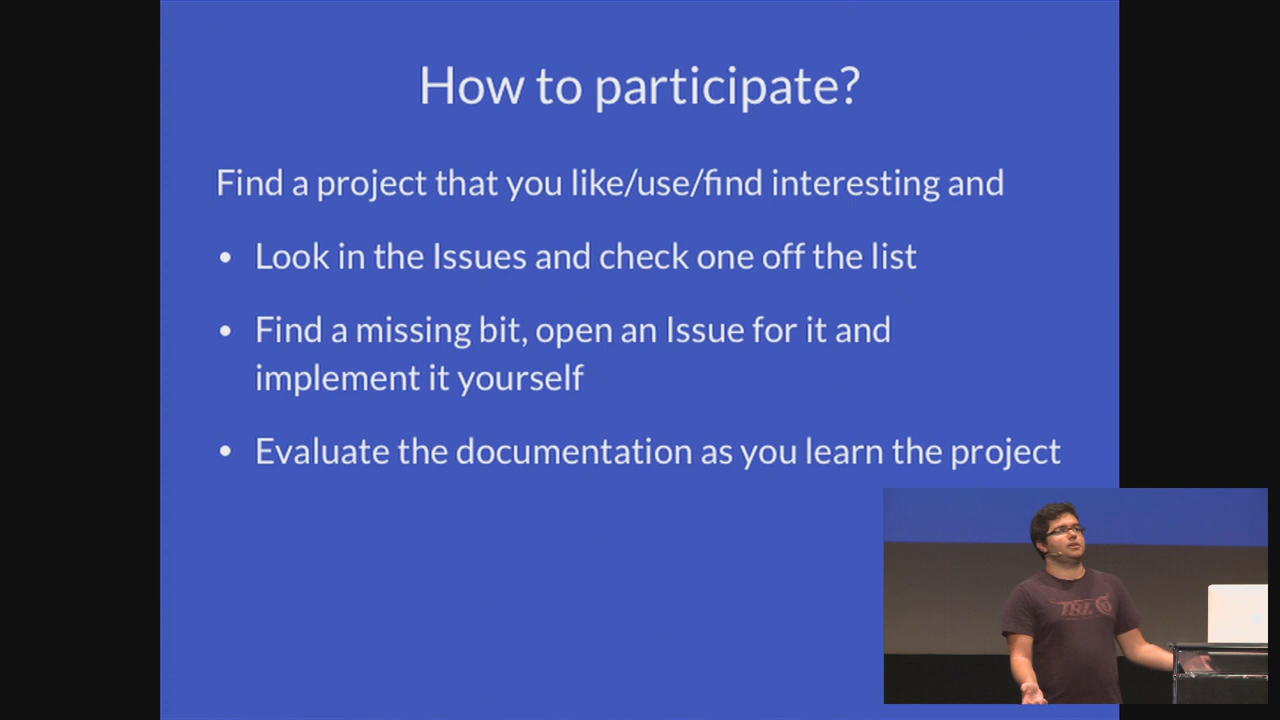 How to participate?
Find a project that you like/use/find interesting and
• Look in the Issues and check one off the list
• Find a missing bit, open an Issue for it and
implement it yourself
• Evaluate the documentation as you learn the project